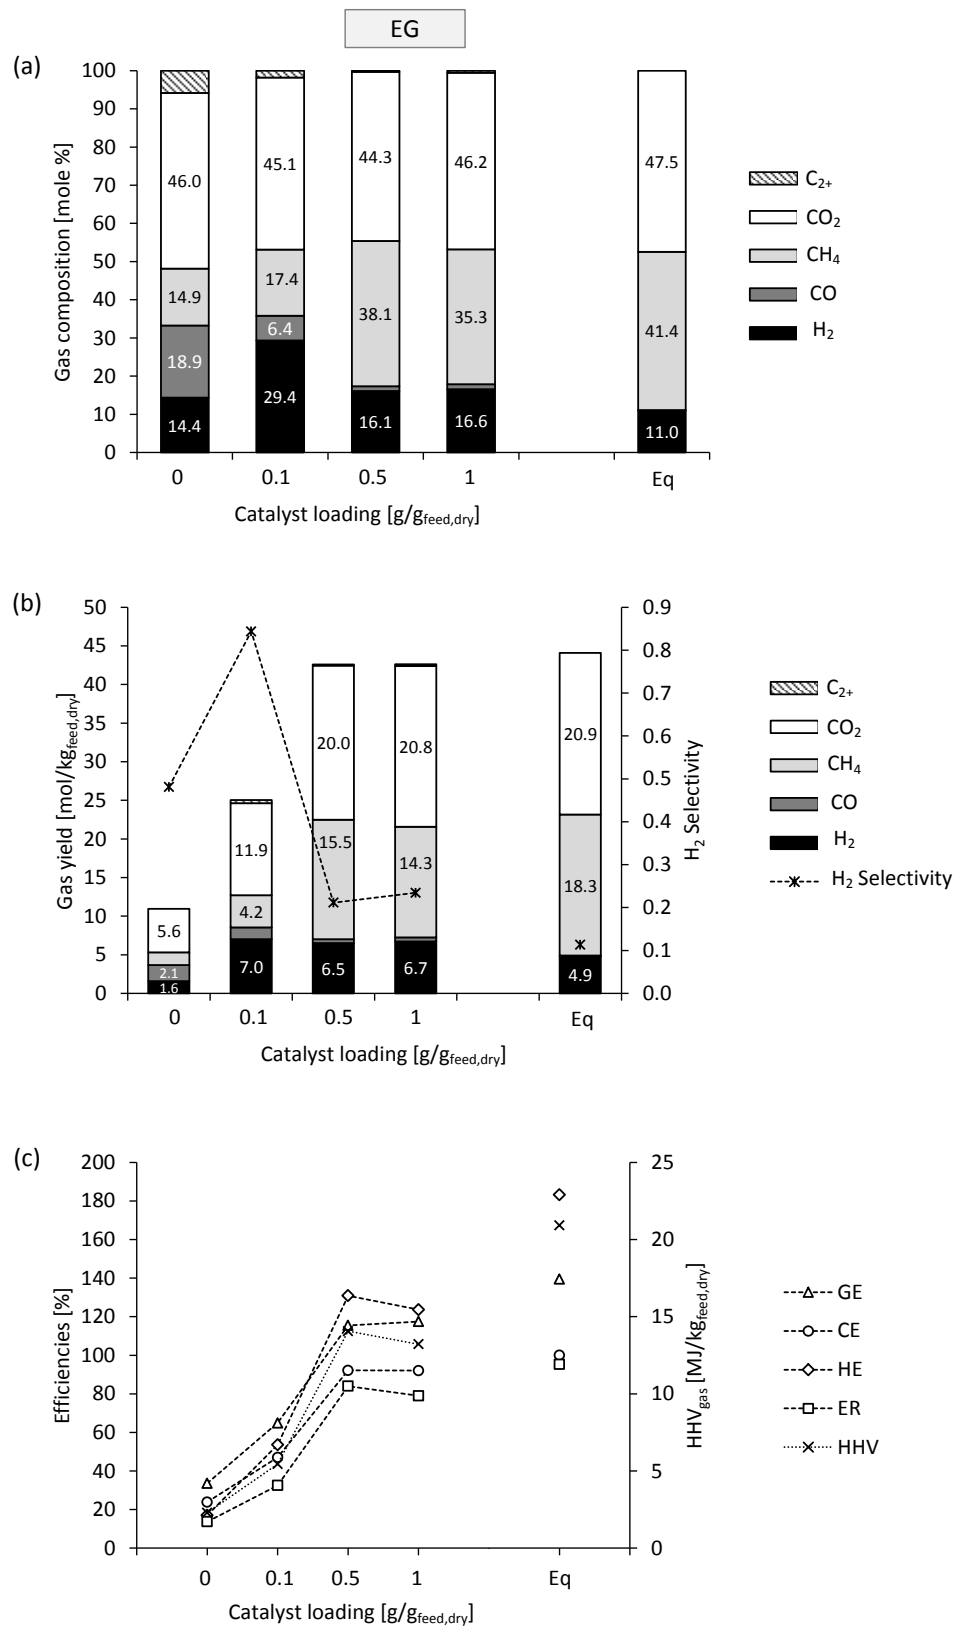 EG
(a)
Gas composition [mole %]
100
90
80
70
60
50
40
30
20
10
0
46.0
14.9
18.9
14.4
45.1
17.4
6.4
29.4
44.3
38.1
16.1
46.2
35.3
16.6
47.5
41.4
11.0
0 0.1 0.5 1 Eq
Catalyst loading [g/gfeed,dry]
C2+
CO2
CH4
CO
H2
(b)
Gas yield [mol/kgfeed,dry]
50
45
40
35
30
25
20
15
10
5
0
5.6
2.1
1.6
11.9
4.2
7.0
20.0
15.5
6.5
20.8
14.3
6.7
20.9
18.3
4.9
0.9
0.8
0.7
0.6
0.5
0.4
0.3
0.2
0.1
0.0
H2 Selectivity
0 0.1 0.5 1 Eq
Catalyst loading [g/gfeed,dry]
C2+
CO2
CH4
CO
H2
H2 Selectivity
(c)
Efficiencies [%]
200
180
160
140
120
100
80
60
40
20
0
25
20
15
10
5
0
HHVgas [MJ/kgfeed,dry]
0 0.1 0.5 1 Eq
Catalyst loading [g/gfeed,dry]
GE
CE
HE
ER
HHV